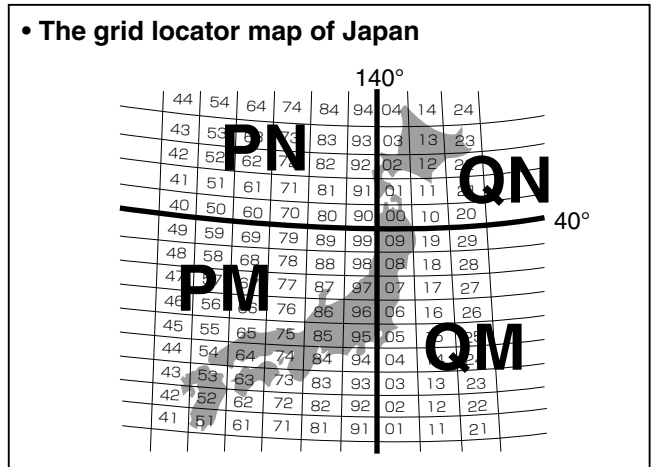 • The grid locator map of Japan
140°
44 54 64 74 84 94 04 14 24
43 53 73 83 93 03 13 23
PN
42 52 62 82 92 02 12
QN
41 51 61 71 81 91 01 11
40 50 60 70 80 90 00 10 20
40°
49 59 69 79 89 99 09 19 29
48 58 68 78 88 98 08 18 28
PM
47 77 87 97 07 17 27
46 56 76 86 96 06 16 26
45 55 65 75 85 95 05
QM
44 54 64 74 84 94 04
43 53 63 73 83 93 03 13 23
42 52 62 72 82 92 02 12 22
41 51 61 71 81 91 01 11 21